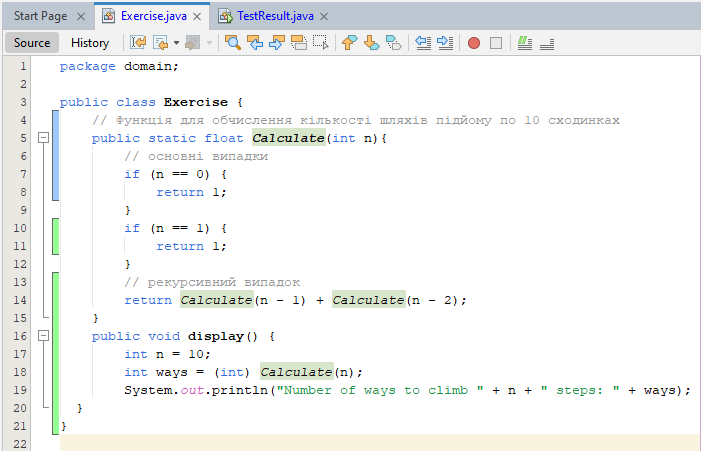 Start Page Exercise.java TestResult.java
Source History
1 package domain;
2
3 public class Exercise {
4 // Функція для обчислення кількості шляхів підйому по 10 сходинках
5 public static float Calculate(int n){
6 // основні випадки
7 if (n == 0) {
8 return 1;
9 }
10 if (n == 1) {
11 return 1;
12 }
13 // рекурсивний випадок
14 return Calculate(n - 1) + Calculate(n - 2);
15 }
16 public void display() {
17 int n = 10;
18 int ways = (int) Calculate(n);
19 System.out.println("Number of ways to climb " + n + " steps: " + ways);
20 }
21 }
22